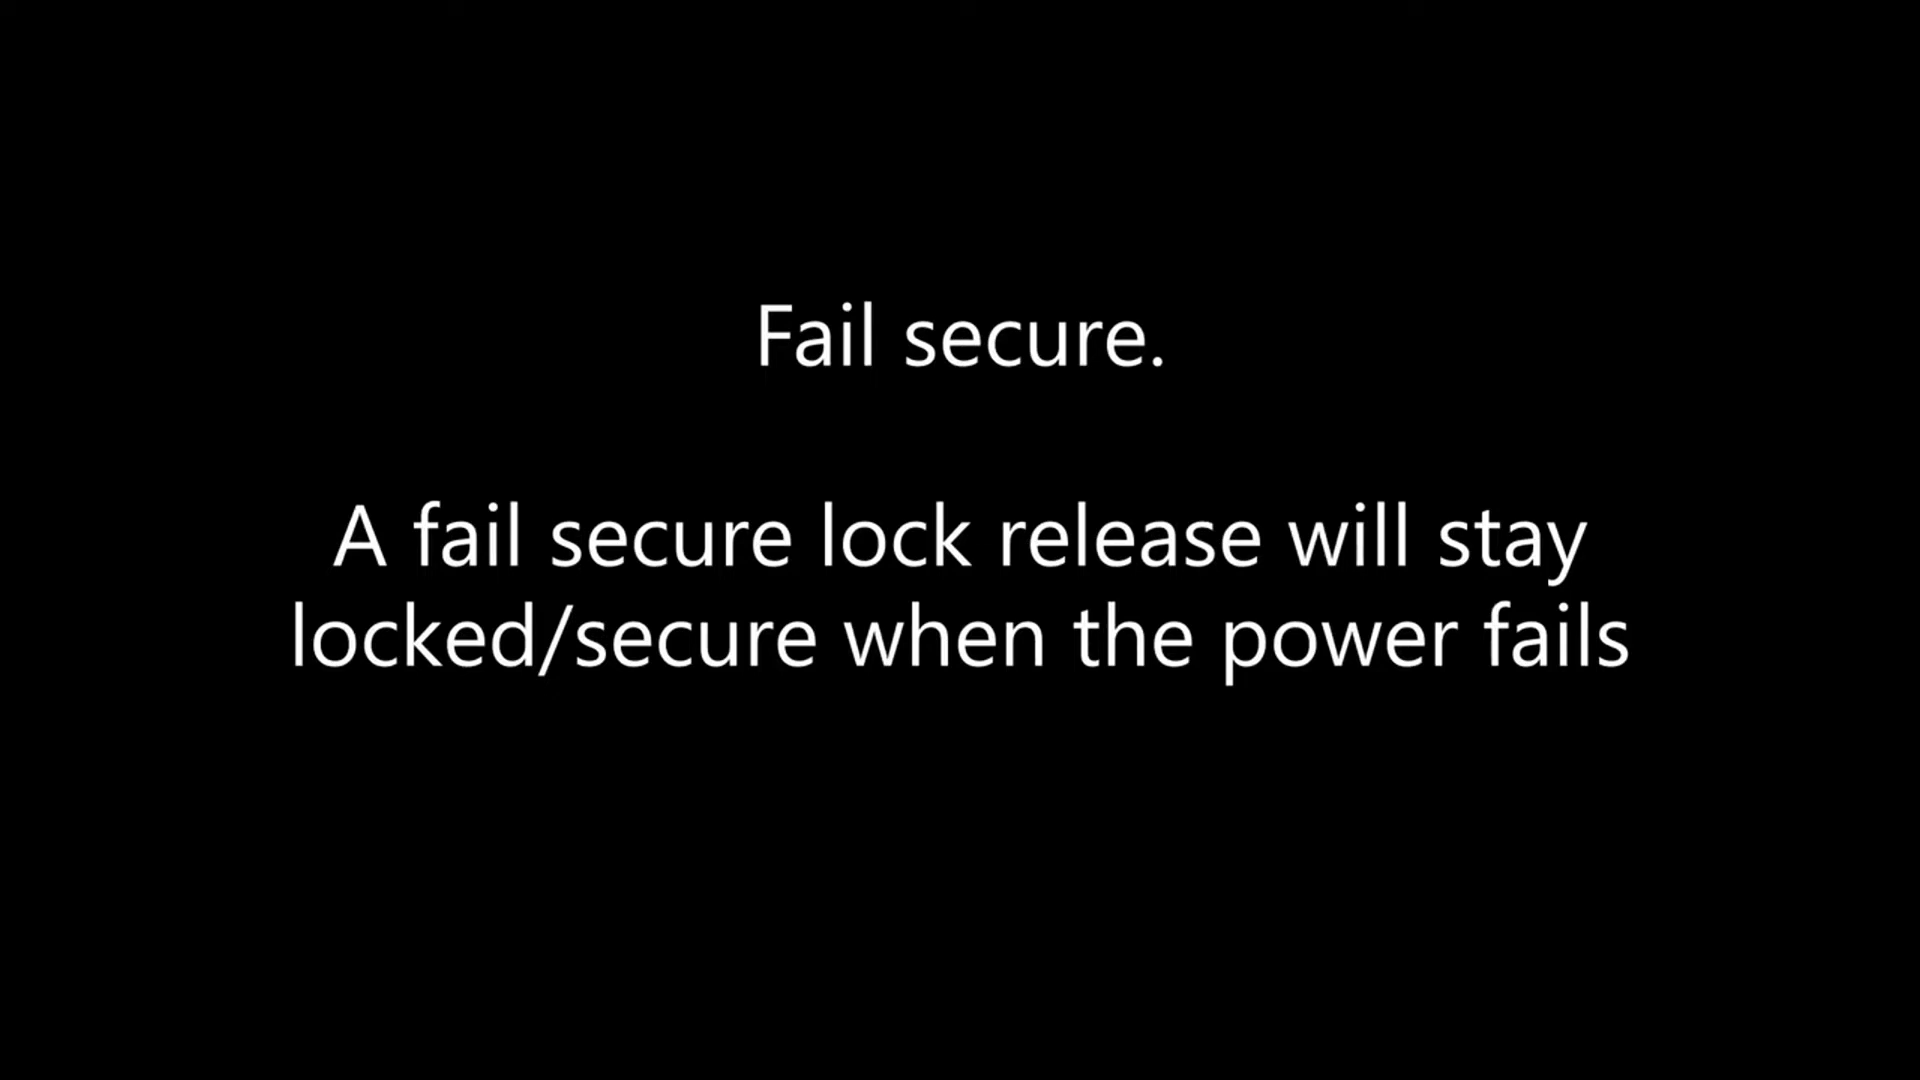 Fail secure.
A fail secure lock release will stay
locked/secure when the power fails